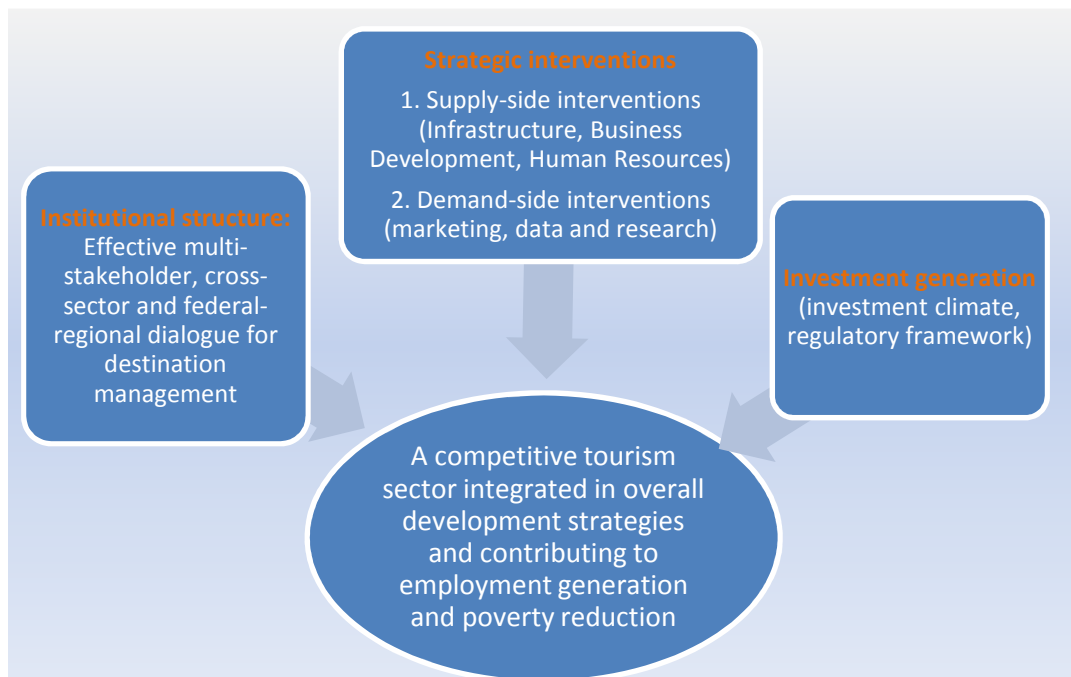 Strategic interventions
1. Supply-side interventions
(Infrastructure, Business
Development, Human Resources)
2. Demand-side interventions
(marketing, data and research)
Institutional structure:
Effective multi-
stakeholder, cross-
sector and federal-
regional dialogue for
destination
management
Investment generation
(investment climate,
regulatory framework)
A competitive tourism
sector integrated in overall
development strategies
and contributing to
employment generation
and poverty reduction